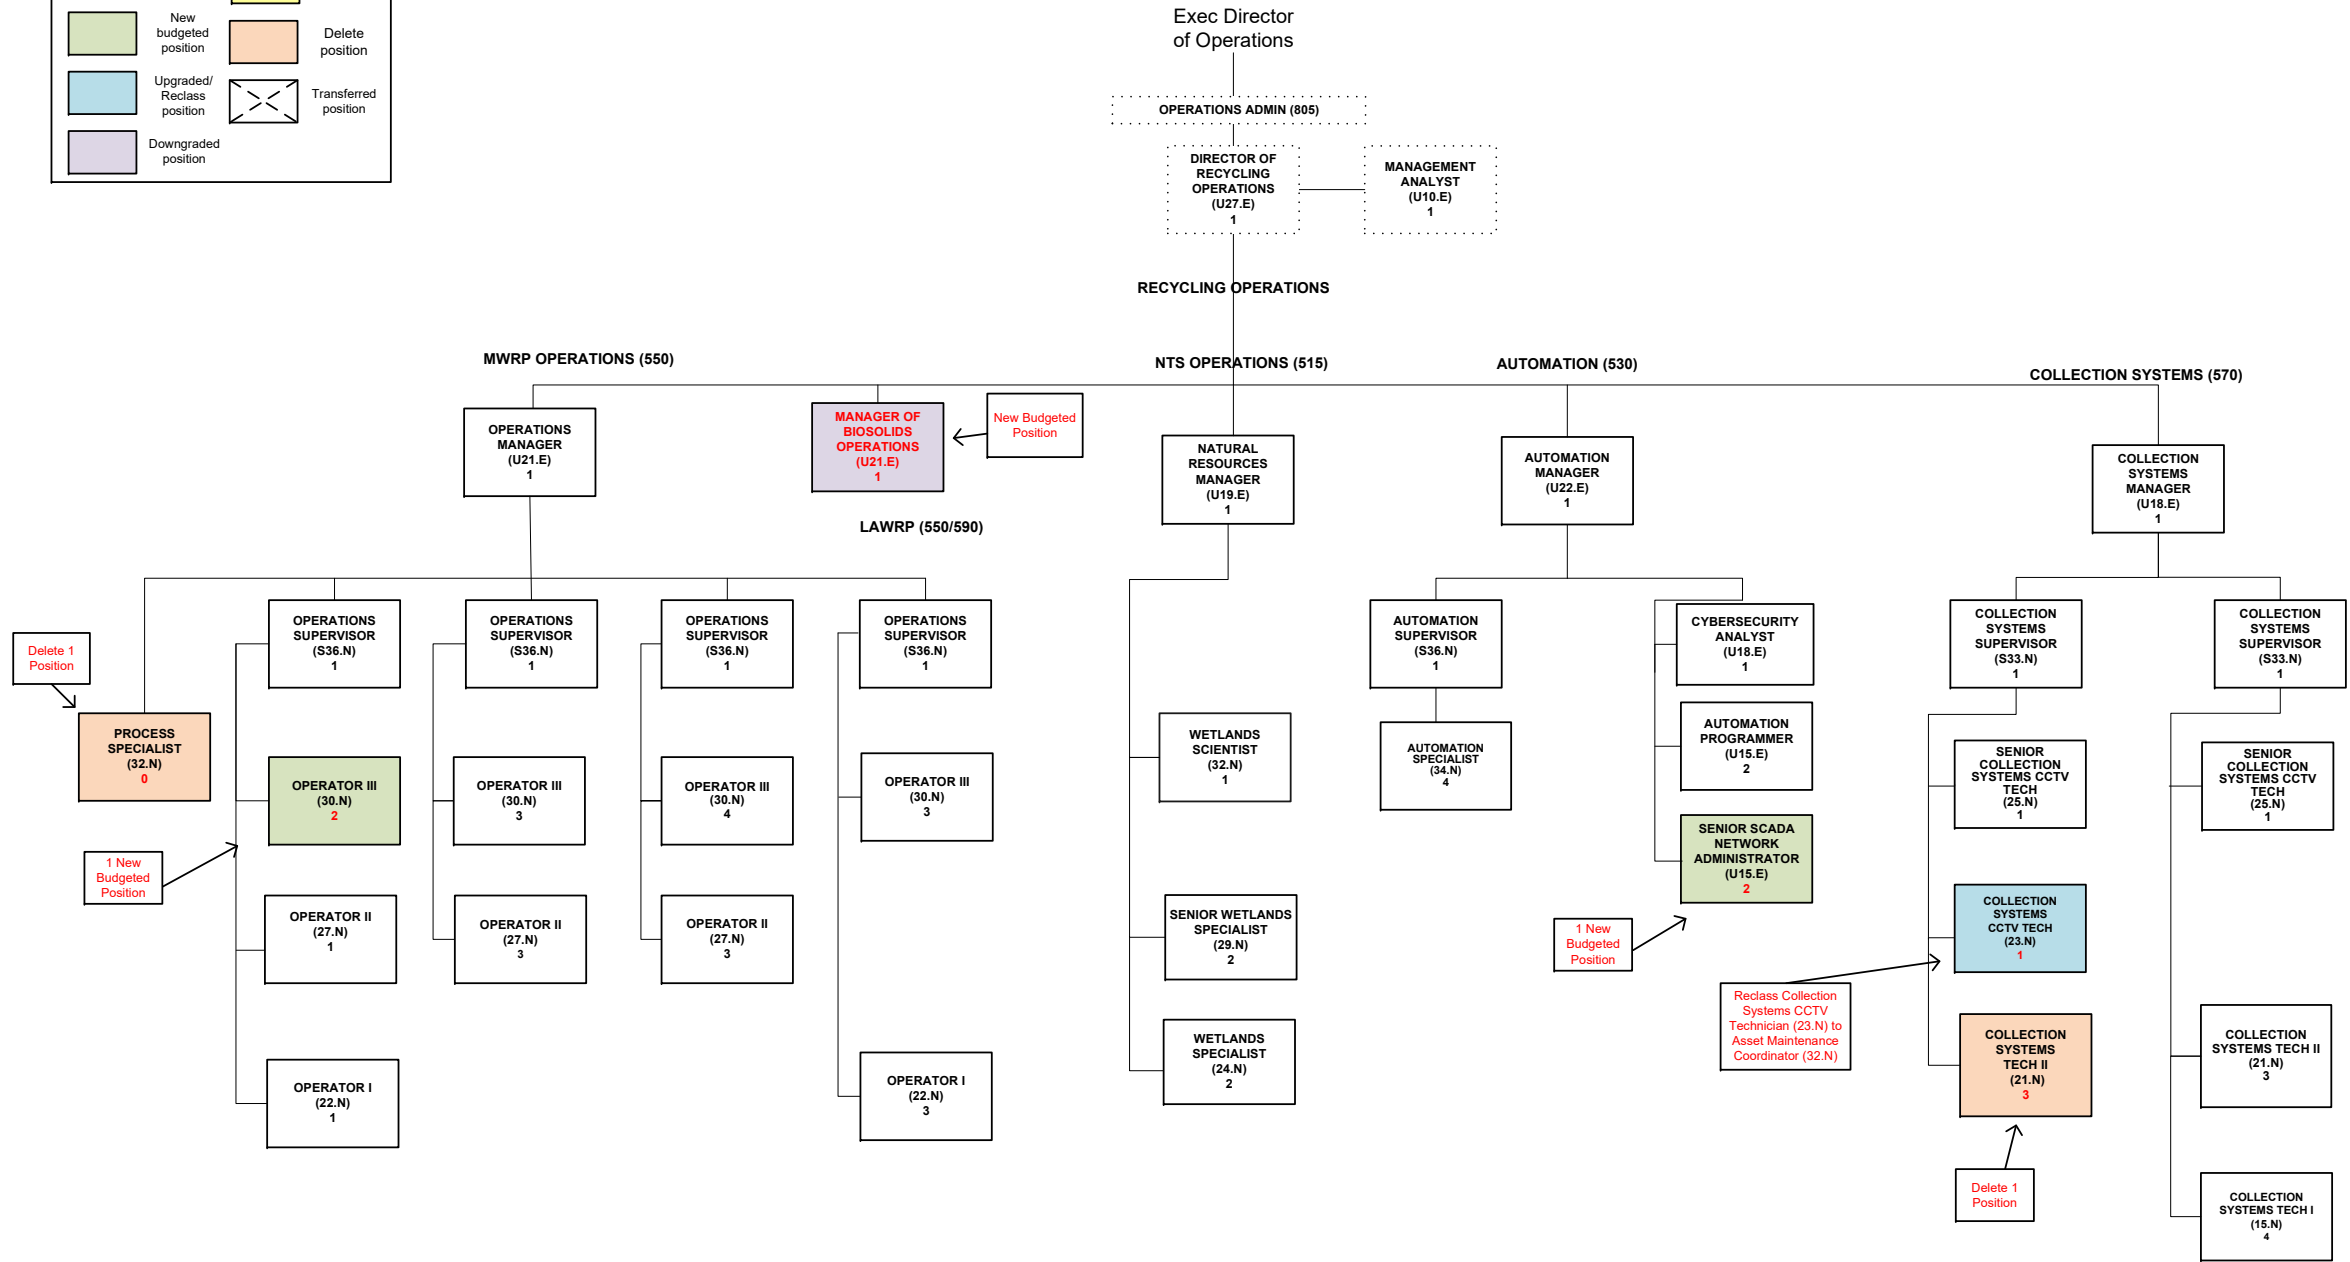 New
budgeted
position
Delete
position
Upgraded/
Reclass
position
Transferred
position
Downgraded
position
Exec Director
of Operations
OPERATIONS ADMIN (805)
DIRECTOR OF
RECYCLING
OPERATIONS
(U27.E)
1
MANAGEMENT
ANALYST
(U10.E)
1
RECYCLING OPERATIONS
MWRP OPERATIONS (550)
NTS OPERATIONS (515)
AUTOMATION (530)
COLLECTION SYSTEMS (570)
OPERATIONS
MANAGER
(U21.E)
1
MANAGER OF
BIOSOLIDS
OPERATIONS
(U21.E)
1
New Budgeted
Position
NATURAL
RESOURCES
MANAGER
(U19.E)
1
AUTOMATION
MANAGER
(U22.E)
1
COLLECTION
SYSTEMS
MANAGER
(U18.E)
1
LAWRP (550/590)
Delete 1
Position
PROCESS
SPECIALIST
(32.N)
0
OPERATIONS
SUPERVISOR
(S36.N)
1
OPERATIONS
SUPERVISOR
(S36.N)
1
OPERATIONS
SUPERVISOR
(S36.N)
1
OPERATIONS
SUPERVISOR
(S36.N)
1
AUTOMATION
SUPERVISOR
(S36.N)
1
CYBERSECURITY
ANALYST
(U18.E)
1
COLLECTION
SYSTEMS
SUPERVISOR
(S33.N)
1
COLLECTION
SYSTEMS
SUPERVISOR
(S33.N)
1
OPERATOR III
(30.N)
2
OPERATOR III
(30.N)
3
OPERATOR III
(30.N)
4
OPERATOR III
(30.N)
3
WETLANDS
SCIENTIST
(32.N)
1
AUTOMATION
SPECIALIST
(34.N)
4
AUTOMATION
PROGRAMMER
(U15.E)
2
SENIOR
COLLECTION
SYSTEMS CCTV
TECH
(25.N)
1
SENIOR
COLLECTION
SYSTEMS CCTV
TECH
(25.N)
1
1 New
Budgeted
Position
SENIOR SCADA
NETWORK
ADMINISTRATOR
(U15.E)
2
OPERATOR II
(27.N)
1
OPERATOR II
(27.N)
3
OPERATOR II
(27.N)
3
SENIOR WETLANDS
SPECIALIST
(29.N)
2
1 New
Budgeted
Position
COLLECTION
SYSTEMS
CCTV TECH
(23.N)
1
Reclass Collection
Systems CCTV
Technician (23.N) to
Asset Maintenance
Coordinator (32.N)
OPERATOR I
(22.N)
1
OPERATOR I
(22.N)
3
WETLANDS
SPECIALIST
(24.N)
2
COLLECTION
SYSTEMS
TECH II
(21.N)
3
COLLECTION
SYSTEMS TECH II
(21.N)
3
Delete 1
Position
COLLECTION
SYSTEMS TECH I
(15.N)
4